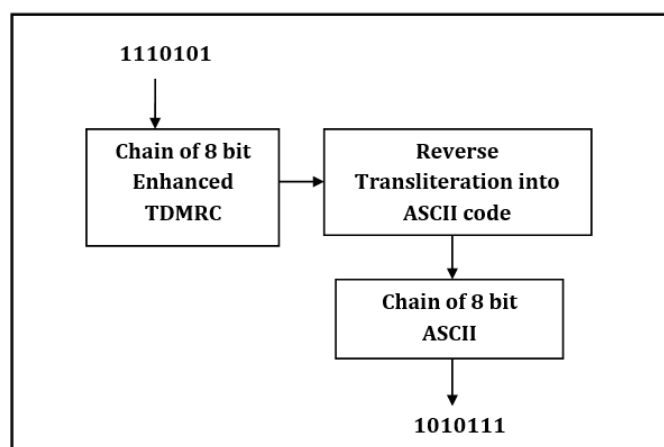 1110101
Chain of 8 bit
Enhanced
TDMRC
Reverse
Transliteration into
ASCII code
Chain of 8 bit
ASCII
1010111